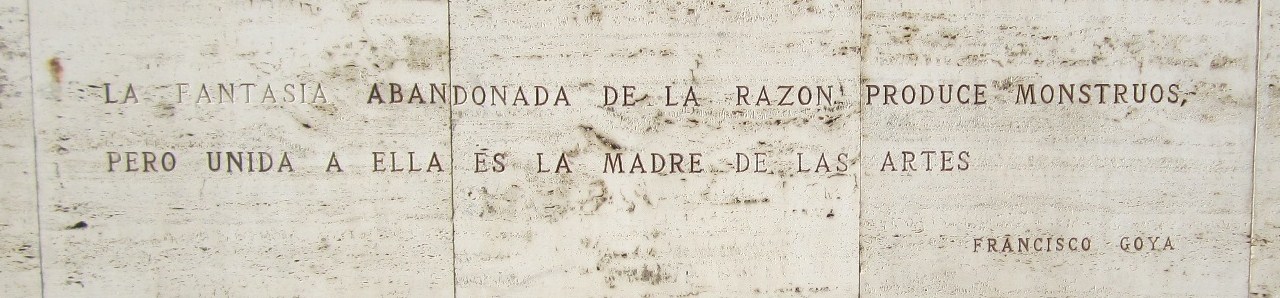 LA FANTASIA ABANDONADA DE LA RAZON, PRODUCE MONSTRUOS,
PERO UNIDA A ELLA ES LA MADRE DE LAS ARTES
FRANCISCO GOYA